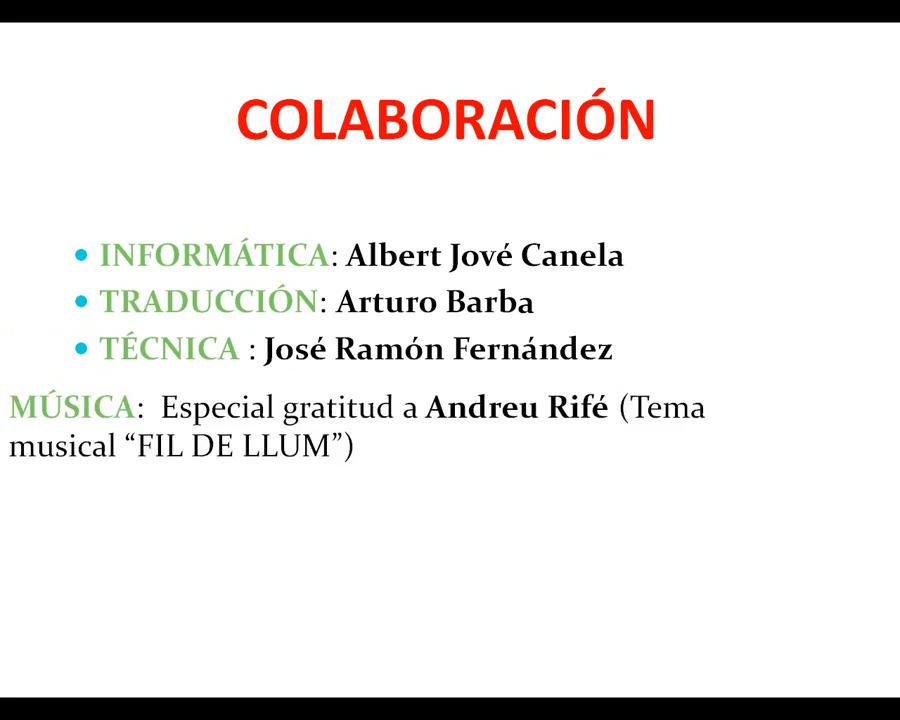 COLABORACIÓN
• INFORMÁTICA: Albert Jové Canela
• TRADUCCIÓN: Arturo Barba
• TÉCNICA : José Ramón Fernández
MÚSICA:  Especial gratitud a Andreu Rifé (Tema
musical “FIL DE LLUM”)